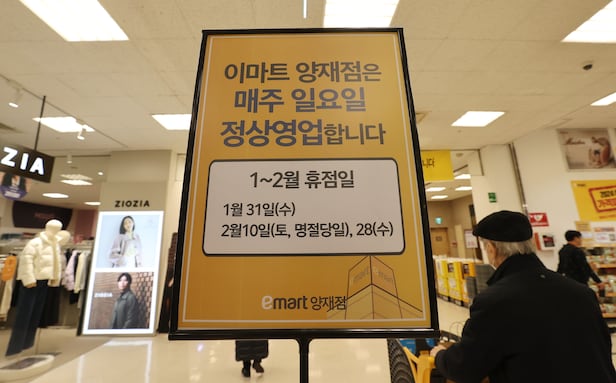 이마트 양재점은
매주 일요일
정상영업합니다
1~2월 휴점일
1월 31일(수)
2월10일(토, 명절당일), 28(수)
emart 양재점
ZIOZIA
ZIOZIA
ZIOZIA